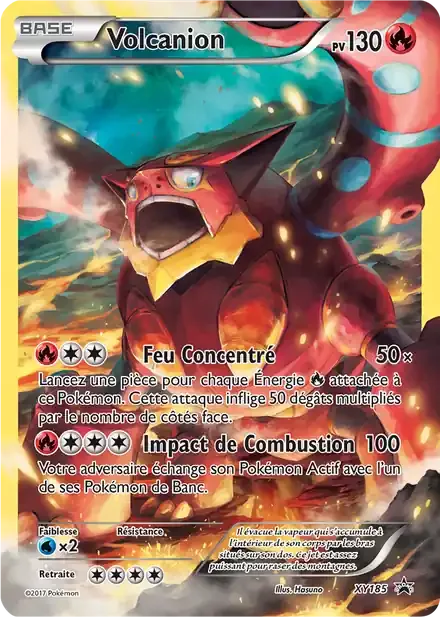 BASE Volcanion PV130
Feu Concentré 50×
Lancez une pièce pour chaque Énergie attachée à
ce Pokémon. Cette attaque inflige 50 dégâts multipliés
par le nombre de côtés face.
Impact de Combustion 100
Votre adversaire échange son Pokémon Actif avec l'un
de ses Pokémon de Banc.
Faiblesse Résistance
×2
Retraite
Il évacue la vapeur qui s'accumule à
l'intérieur de son corps par les bras
situés sur son dos. Ce jet est assez
puissant pour raser des montagnes.
©2017 Pokémon Illus. Hasuno XY185